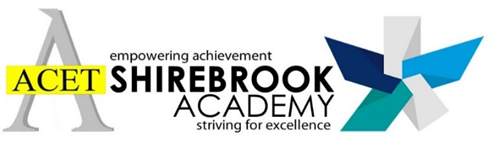 empowering achievement
ACET SHIREBROOK
ACADEMY
striving for excellence